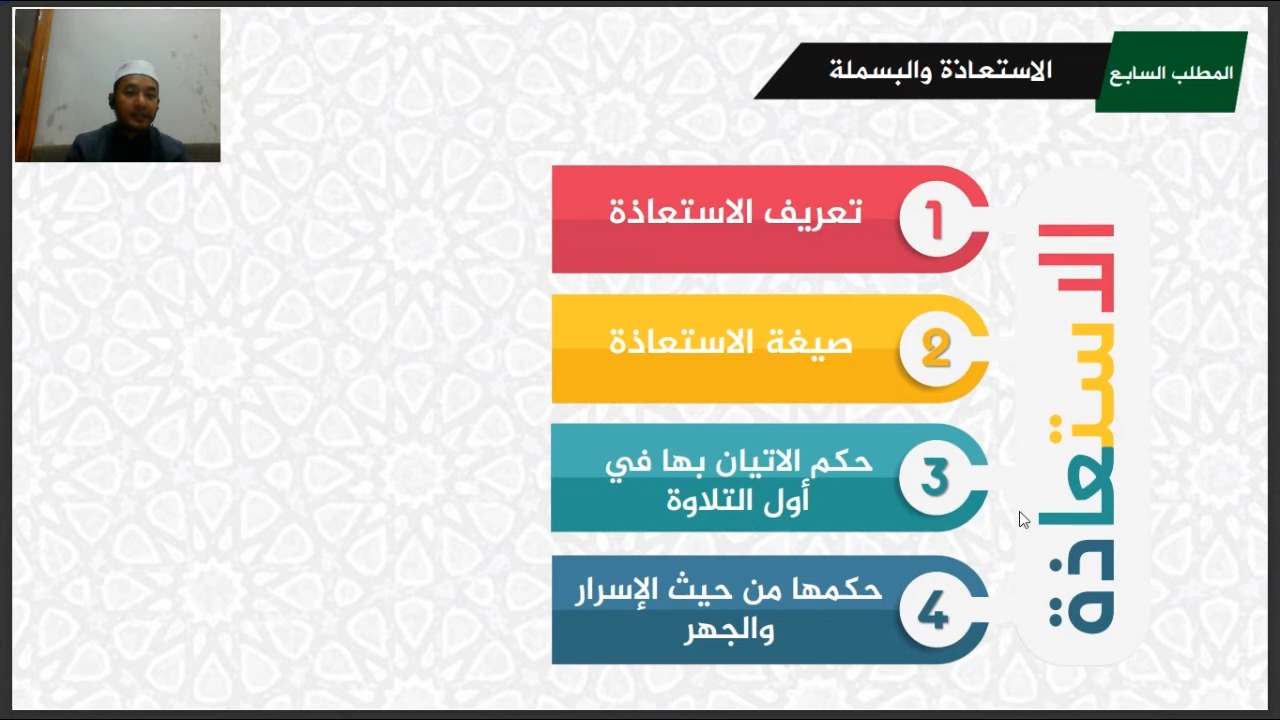 المطلب السابع
الاستعاذة والبسملة
الاستعاذة
1
تعريف الاستعاذة
2
صيغة الاستعاذة
3
حكم الاتيان بها في
أول التلاوة
4
حكمها من حيث الإسرار
والجهر